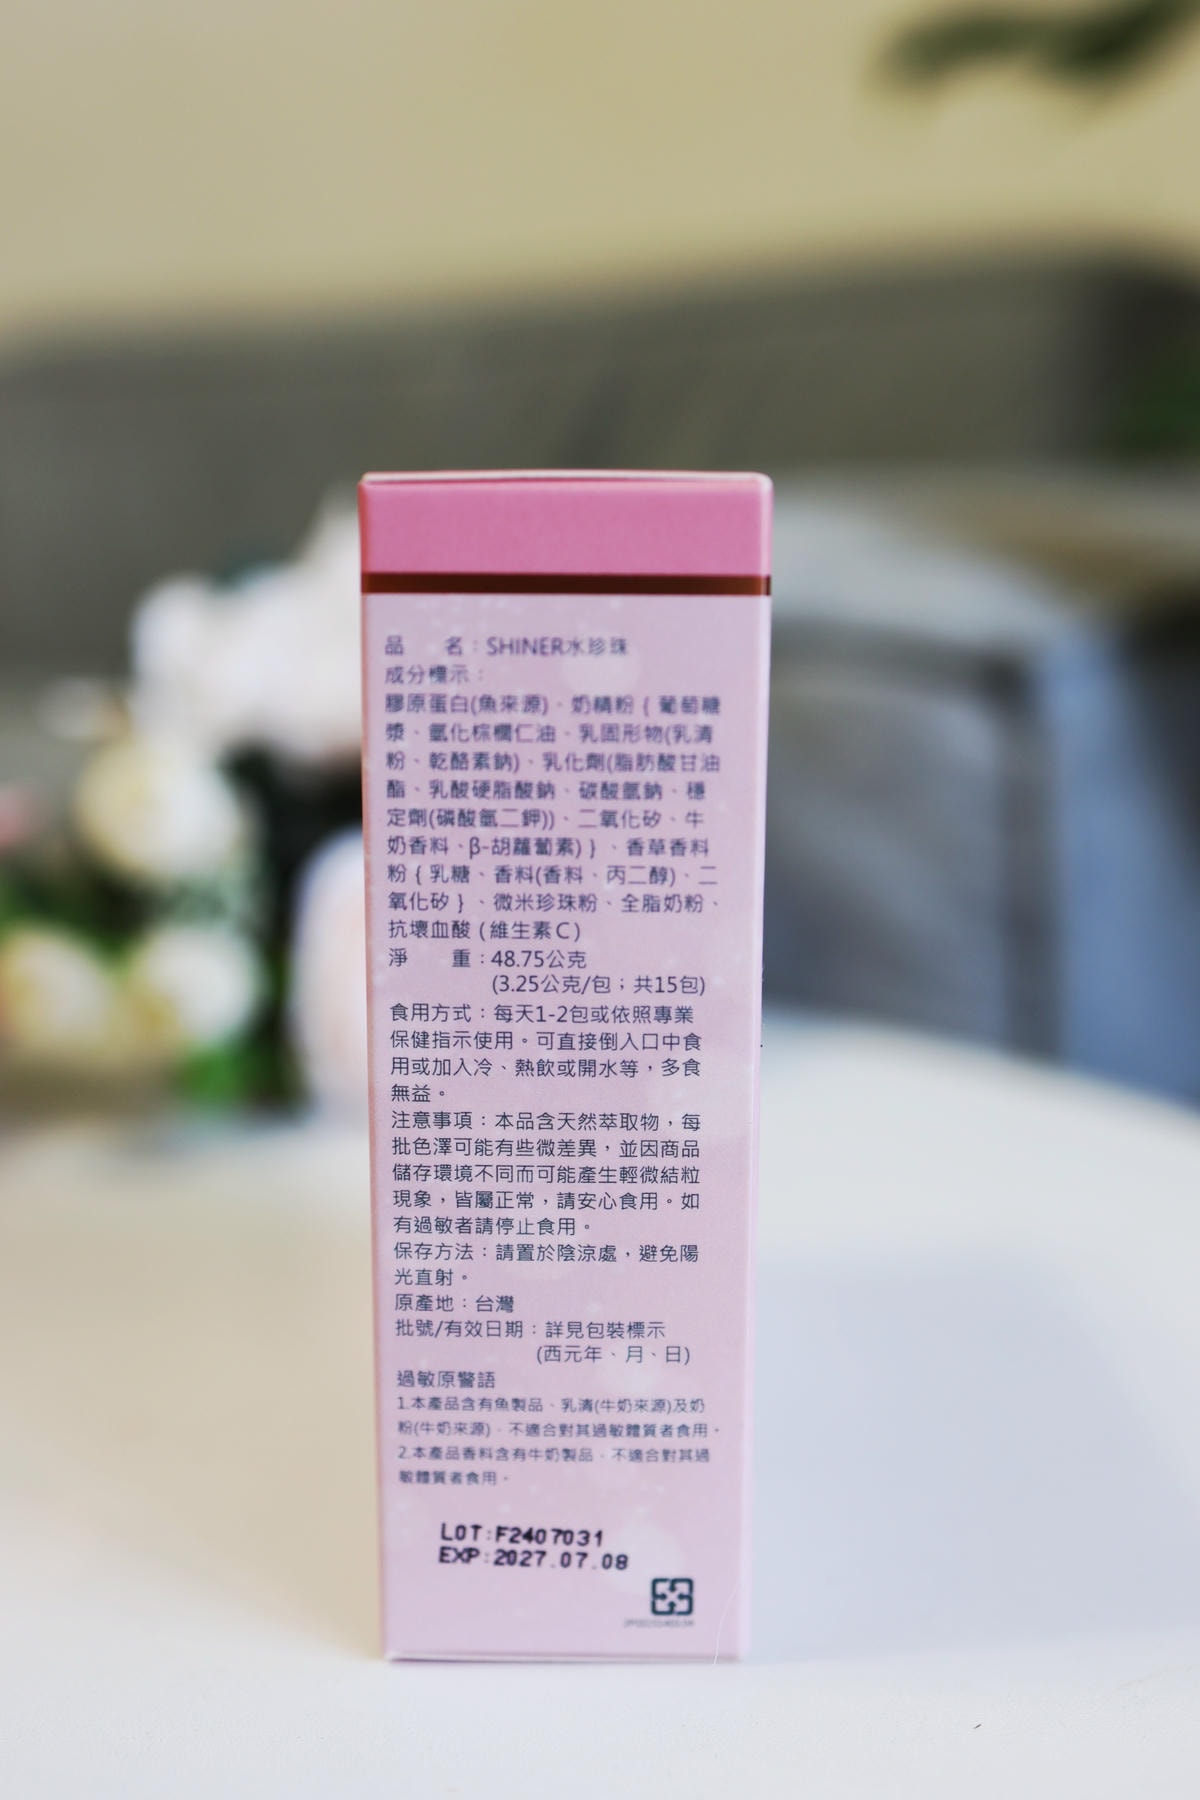 品　　名：SHINER水珍珠
成分標示：
膠原蛋白(魚來源)、奶精粉{葡萄糖
漿、氫化棕櫚仁油、乳固形物(乳清
粉、乾酪素鈉)、乳化劑(脂肪酸甘油
酯、乳酸硬脂酸鈉、碳酸氫鈉、穩
定劑(磷酸氫二鉀))、二氧化矽、牛
奶香料、β-胡蘿蔔素)}、香草香料
粉{乳糖、香料(香料、丙二醇)、二
氧化矽}、微米珍珠粉、全脂奶粉、
抗壞血酸(維生素C)
淨　　重：48.75公克
(3.25公克/包；共15包)
食用方式：每天1-2包或依照專業
保健指示使用。可直接倒入口中食
用或加入冷、熱飲或開水等，多食
無益。
注意事項：本品含天然萃取物，每
批色澤可能有些微差異，並因商品
儲存環境不同而可能產生輕微結粒
現象，皆屬正常，請安心食用。如
有過敏者請停止食用。
保存方法：請置於陰涼處，避免陽
光直射。
原產地：台灣
批號/有效日期：詳見包裝標示
(西元年、月、日)
過敏原警語
1.本產品含有魚製品、乳清(牛奶來源)及奶
粉(牛奶來源)，不適合對其過敏體質者食用。
2.本產品香料含有牛奶製品，不適合對其過
敏體質者食用。
LOT:F2407031
EXP:2027.07.08